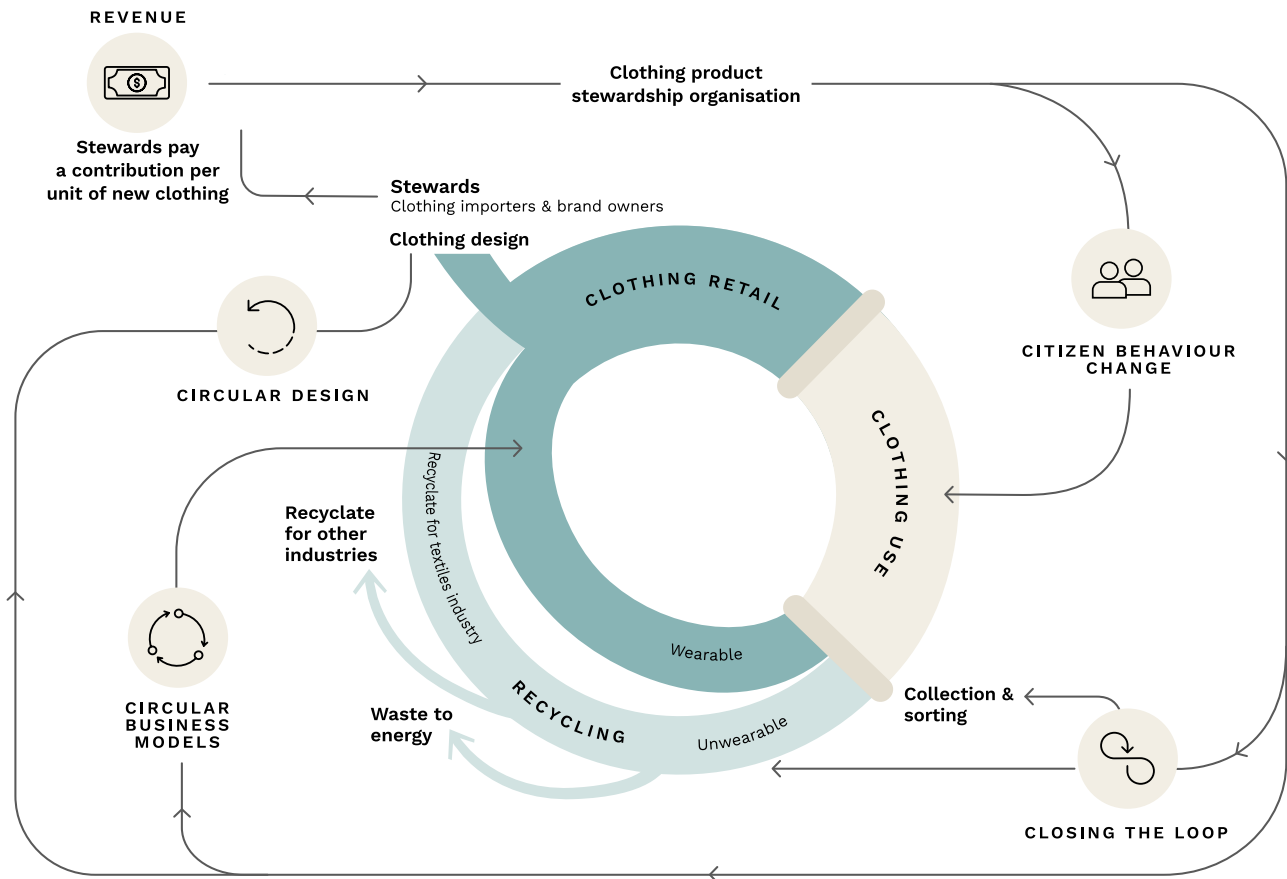 REVENUE
Stewards pay
a contribution per
unit of new clothing
Clothing product
stewardship organisation
Stewards
Clothing importers & brand owners
Clothing design
CLOTHING RETAIL
CITIZEN BEHAVIOUR
CHANGE
CIRCULAR DESIGN
CLOTHING USE
Recyclate for textiles industry
Recyclate
for other
industries
Wearable
RECYCLING
Unwearable
Waste to
energy
Collection &
sorting
CIRCULAR
BUSINESS
MODELS
CLOSING THE LOOP
$